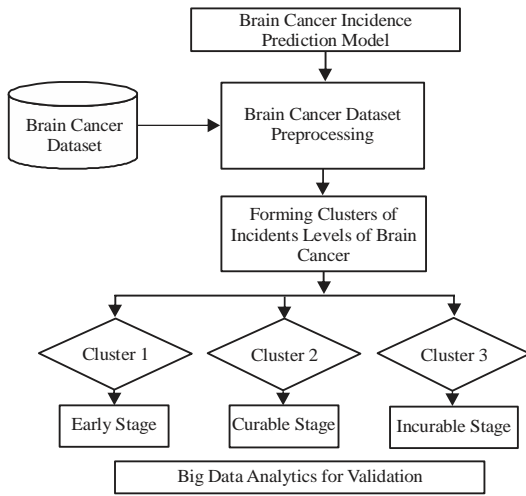 Brain Cancer Incidence
Prediction Model
Brain Cancer
Dataset
Brain Cancer Dataset
Preprocessing
Forming Clusters of
Incidents Levels of Brain
Cancer
Cluster 1
Cluster 2
Cluster 3
Early Stage
Curable Stage
Incurable Stage
Big Data Analytics for Validation